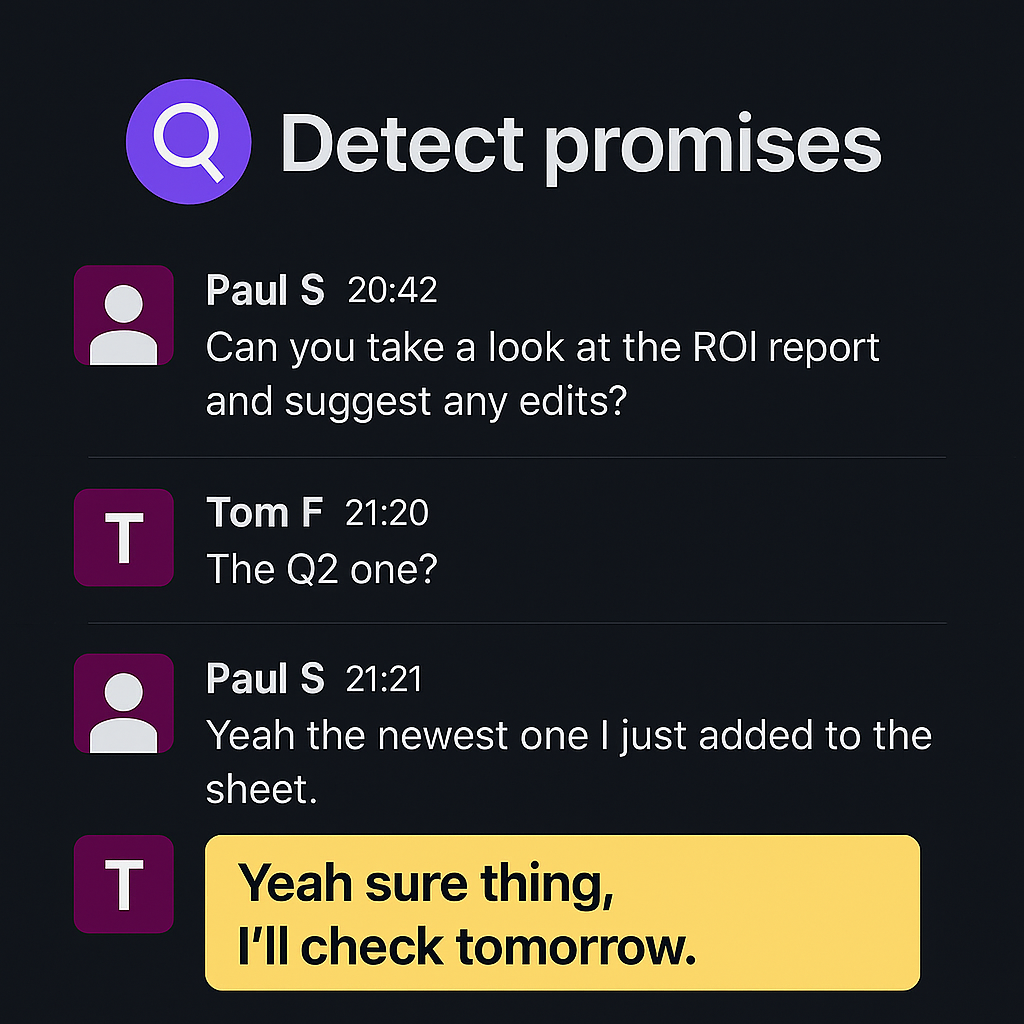 Detect promises
Paul S 20:42
Can you take a look at the ROI report
and suggest any edits?
T
Tom F 21:20
The Q2 one?
Paul S 21:21
Yeah the newest one I just added to the
sheet.
T
Yeah sure thing,
I’ll check tomorrow.